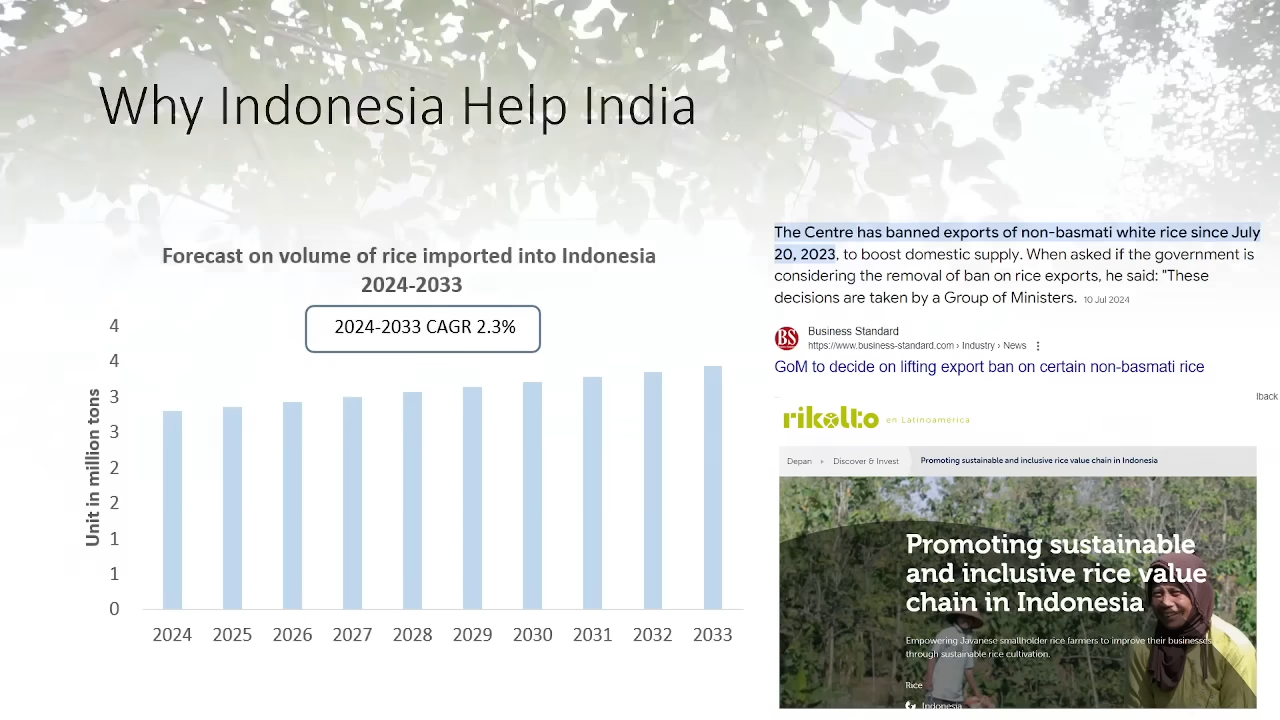 Why Indonesia Help India
Forecast on volume of rice imported into Indonesia
2024-2033
2024-2033 CAGR 2.3%
Unit in million tons
4
4
3
3
2
2
1
1
0
2024 2025 2026 2027 2028 2029 2030 2031 2032 2033
The Centre has banned exports of non-basmati white rice since July
20, 2023, to boost domestic supply. When asked if the government is
considering the removal of ban on rice exports, he said: "These
decisions are taken by a Group of Ministers. 10 Jul 2024
BS
Business Standard
https://www.business-standard.com › Industry › News
GoM to decide on lifting export ban on certain non-basmati rice
lback
rikolto en Latinoamérica
Depan ▸ Discover & Invest Promoting sustainable and inclusive rice value chain in Indonesia
Promoting sustainable
and inclusive rice value
chain in Indonesia
Empowering Javanese smallholder rice farmers to improve their businesses
through sustainable rice cultivation.
Rice
Indonesia